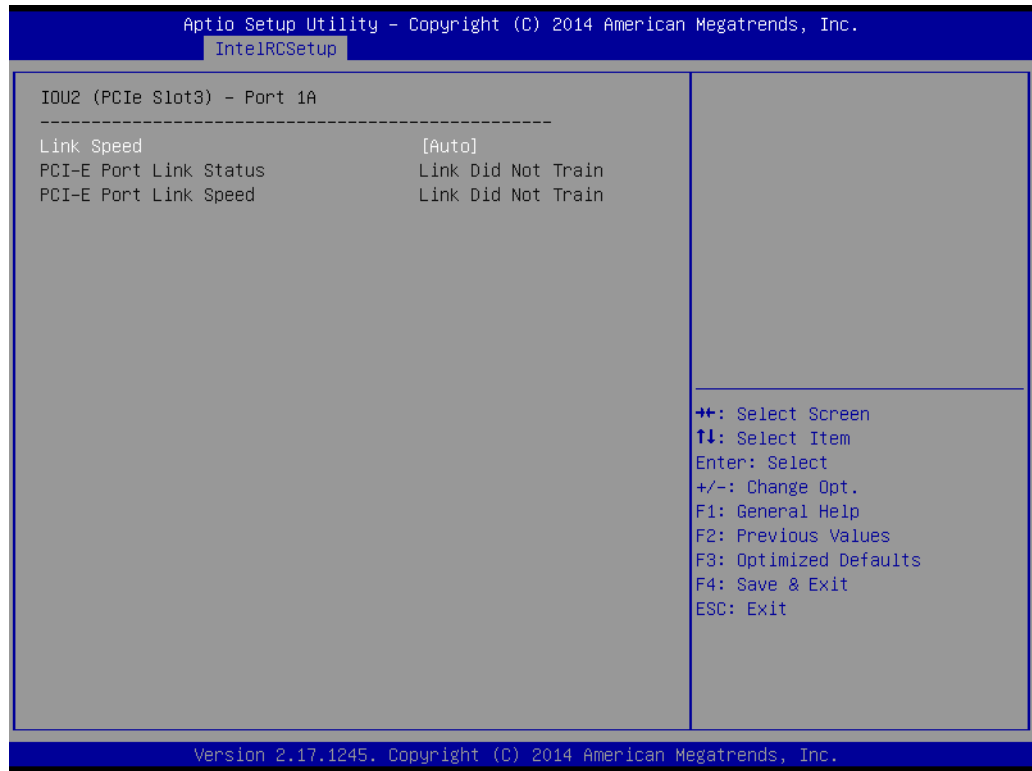 Aptio Setup Utility – Copyright (C) 2014 American Megatrends, Inc.
IntelRCSetup
IOU2 (PCIe Slot3) – Port 1A
--------------------------------------------------
Link Speed [Auto]
PCI-E Port Link Status Link Did Not Train
PCI-E Port Link Speed Link Did Not Train
→←: Select Screen
↑↓: Select Item
Enter: Select
+/-: Change Opt.
F1: General Help
F2: Previous Values
F3: Optimized Defaults
F4: Save & Exit
ESC: Exit
Version 2.17.1245. Copyright (C) 2014 American Megatrends, Inc.